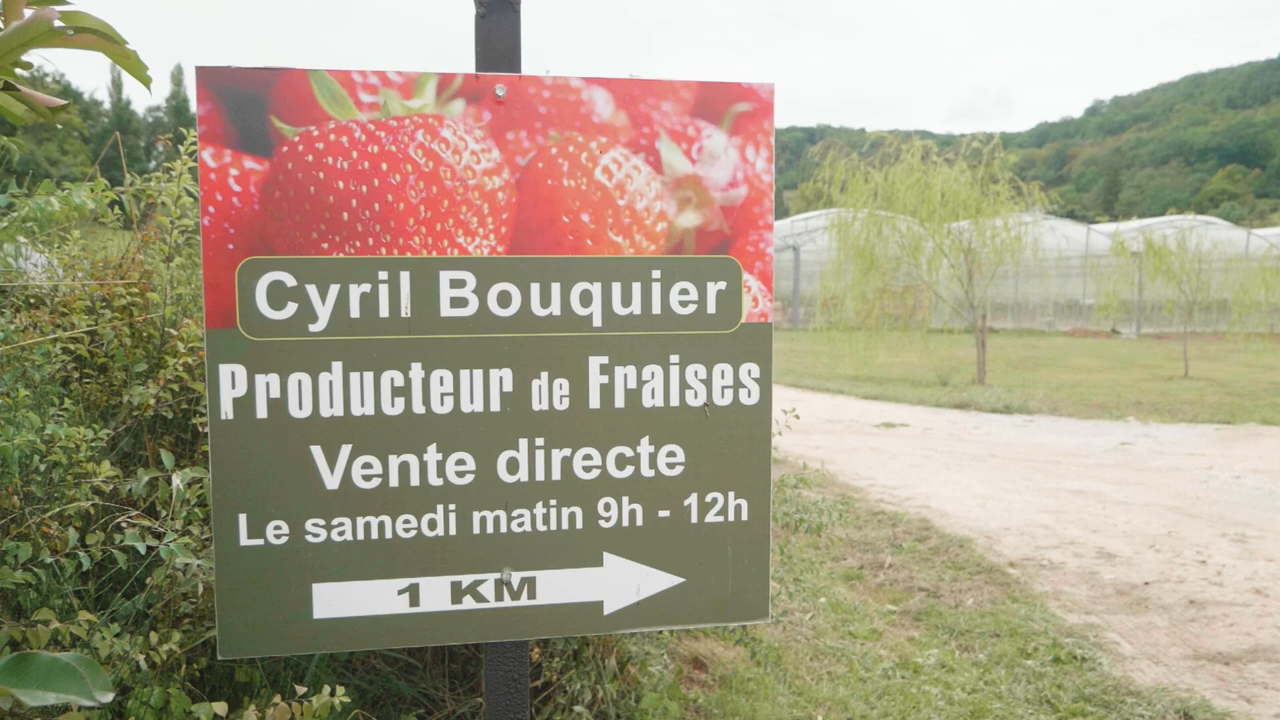 Cyril Bouquier
Producteur de Fraises
Vente directe
Le samedi matin 9h - 12h
1 KM